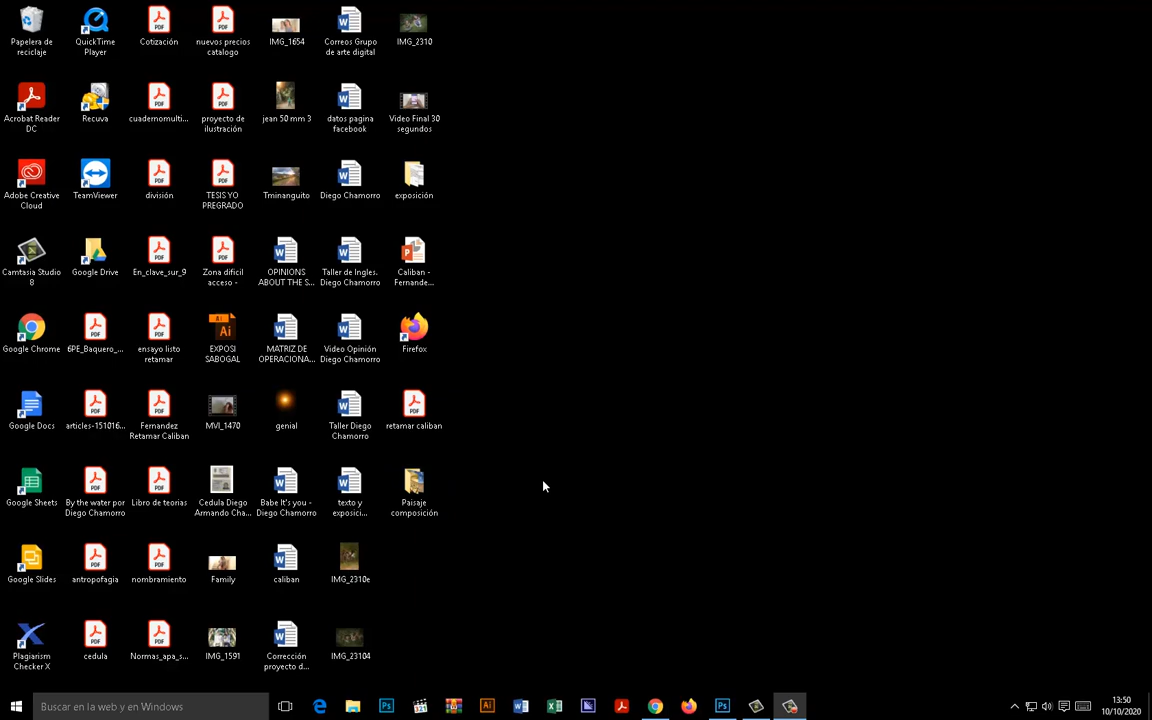 Papelera de
reciclaje
QuickTime
Player
Cotización
nuevos precios
catalogo
IMG_1654
Correos Grupo
de arte digital
IMG_2310
Acrobat Reader
DC
Recuva
cuadernomulti...
proyecto de
ilustración
jean 50 mm 3
datos pagina
facebook
Video Final 30
segundos
Adobe Creative
Cloud
TeamViewer
división
TESIS YO
PREGRADO
Tminanguito
Diego Chamorro
exposición
Camtasia Studio
8
Google Drive
En_clave_sur_9
Zona dificil
acceso -
OPINIONS
ABOUT THE S...
Taller de Ingles.
Diego Chamorro
Caliban -
Fernande...
Google Chrome
6PE_Baquero_...
ensayo listo
retamar
EXPOSI
SABOGAL
MATRIZ DE
OPERACIONA...
Video Opinión
Diego Chamorro
Firefox
Google Docs
articles-151016...
Fernandez
Retamar Caliban
MVI_1470
genial
Taller Diego
Chamorro
retamar caliban
Google Sheets
By the water por
Diego Chamorro
Libro de teorias
Cedula Diego
Armando Cha...
Babe It's you -
Diego Chamorro
texto y
exposici...
Paisaje
composición
Google Slides
antropofagia
nombramiento
Family
caliban
IMG_2310e
Plagiarism
Checker X
cedula
Normas_apa_s...
IMG_1591
Corrección
proyecto d...
IMG_23104
Buscar en la web y en Windows
13:50
10/10/2020